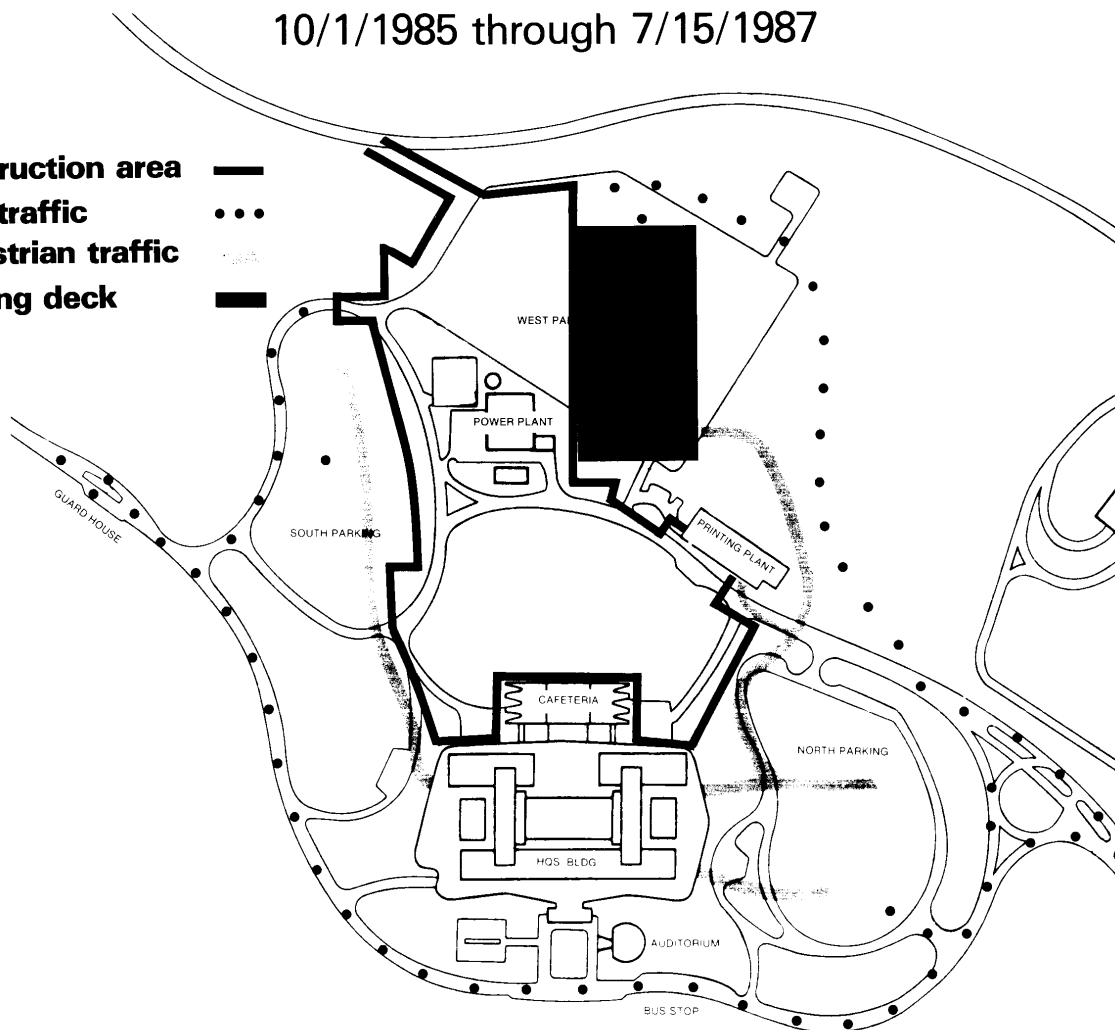 10/1/1985 through 7/15/1987
ruction area
traffic
strian traffic
ng deck
WEST PA
POWER PLANT
GUARD HOUSE
SOUTH PARKING
PRINTING PLANT
CAFETERIA
NORTH PARKING
HQS BLDG
AUDITORIUM
BUS STOP